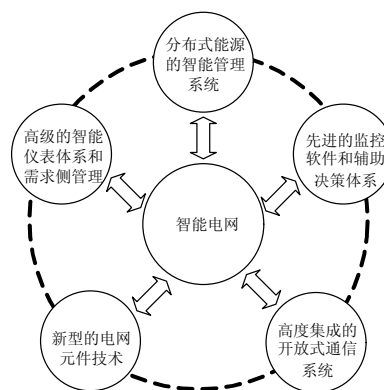 分布式能源
的智能管理
系统
高级的智能
仪表体系和
需求侧管理
先进的监控
软件和辅助
决策体系
智能电网
新型的电网
元件技术
高度集成的
开放式通信
系统